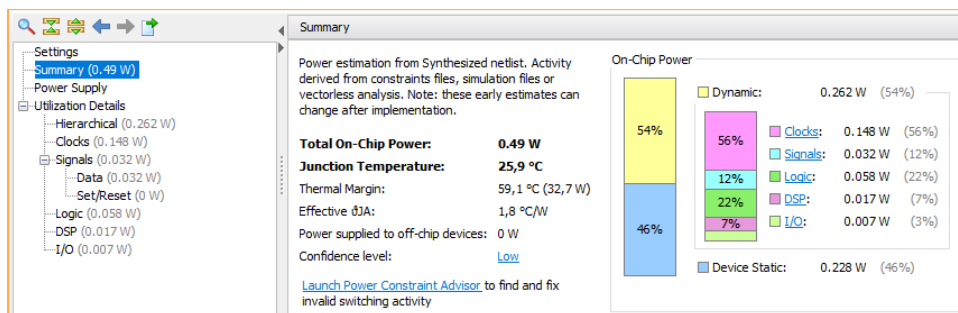 Settings
Summary (0.49 W)
Power Supply
Utilization Details
Hierarchical (0.262 W)
Clocks (0.148 W)
Signals (0.032 W)
Data (0.032 W)
Set/Reset (0 W)
Logic (0.058 W)
DSP (0.017 W)
I/O (0.007 W)
Summary
Power estimation from Synthesized netlist. Activity
derived from constraints files, simulation files or
vectorless analysis. Note: these early estimates can
change after implementation.
Total On-Chip Power: 0.49 W
Junction Temperature: 25,9 °C
Thermal Margin: 59,1 °C (32,7 W)
Effective ϑJA: 1,8 °C/W
Power supplied to off-chip devices: 0 W
Confidence level: Low
Launch Power Constraint Advisor to find and fix
invalid switching activity
On-Chip Power
54%
46%
Dynamic: 0.262 W (54%)
56%
12%
22%
7%
Clocks: 0.148 W (56%)
Signals: 0.032 W (12%)
Logic: 0.058 W (22%)
DSP: 0.017 W (7%)
I/O: 0.007 W (3%)
Device Static: 0.228 W (46%)